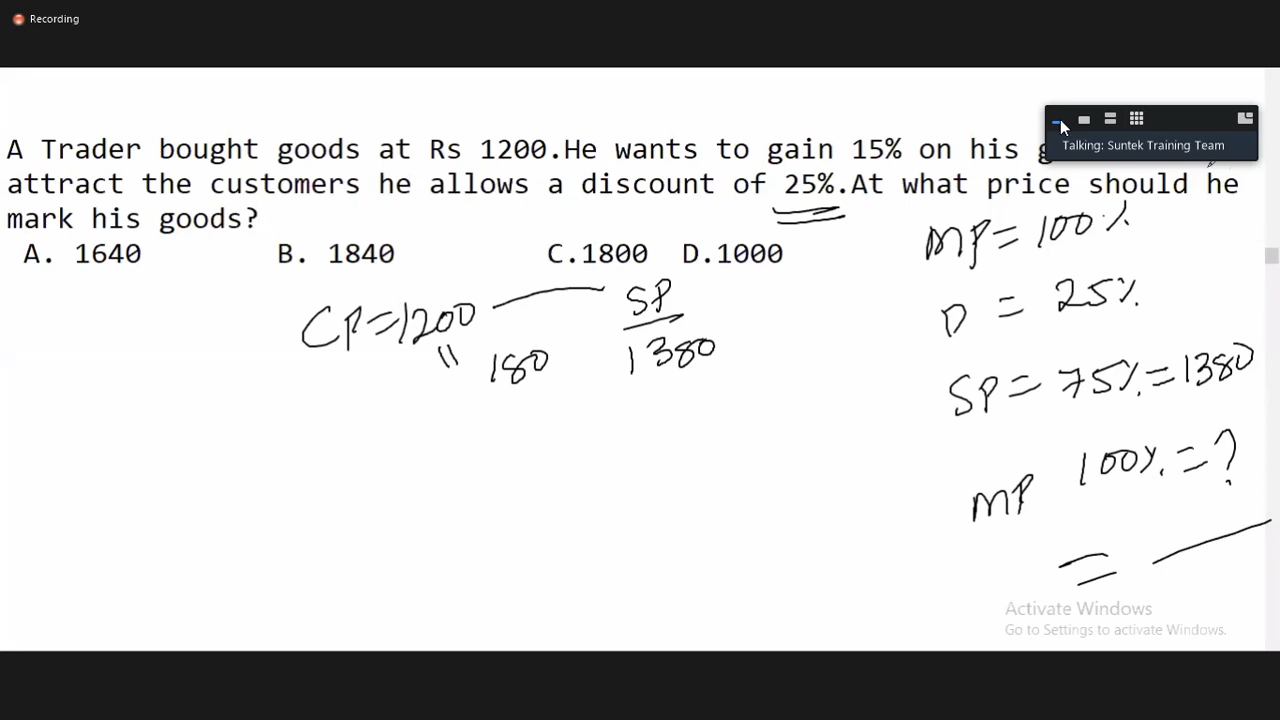 Recording
Talking: Suntek Training Team
A Trader bought goods at Rs 1200.He wants to gain 15% on his
attract the customers he allows a discount of 25%.At what price should he
mark his goods?
A. 1640 B. 1840 C.1800 D.1000
MP = 100%
D = 25%
SP = 75% = 1380
MP 100% = ?
=
CP=1200
180
SP
1380
Activate Windows
Go to Settings to activate Windows.